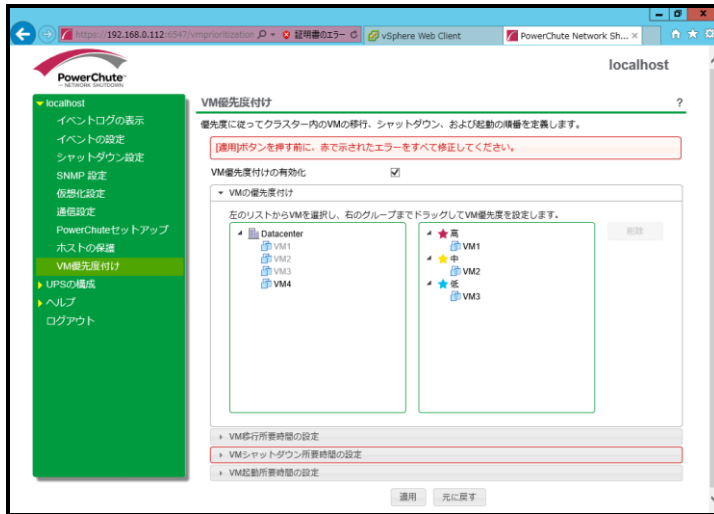 https://192.168.0.112:6547/vmprioritization
証明書のエラー
vSphere Web Client
PowerChute Network Sh...
PowerChute
NETWORK SHUTDOWN
localhost
localhost
イベントログの表示
イベントの設定
シャットダウン設定
SNMP 設定
仮想化設定
通信設定
PowerChuteセットアップ
ホストの保護
VM優先度付け
UPSの構成
ヘルプ
ログアウト
VM優先度付け
?
優先度に従ってクラスター内のVMの移行、シャットダウン、および起動の順番を定義します。
[適用]ボタンを押す前に、赤で示されたエラーをすべて修正してください。
VM優先度付けの有効化
VMの優先度付け
左のリストからVMを選択し、右のグループまでドラッグしてVM優先度を設定します。
Datacenter
VM1
VM2
VM3
VM4
高
VM1
中
VM2
低
VM3
削除
VM移行所要時間の設定
VMシャットダウン所要時間の設定
VM起動所要時間の設定
適用
元に戻す